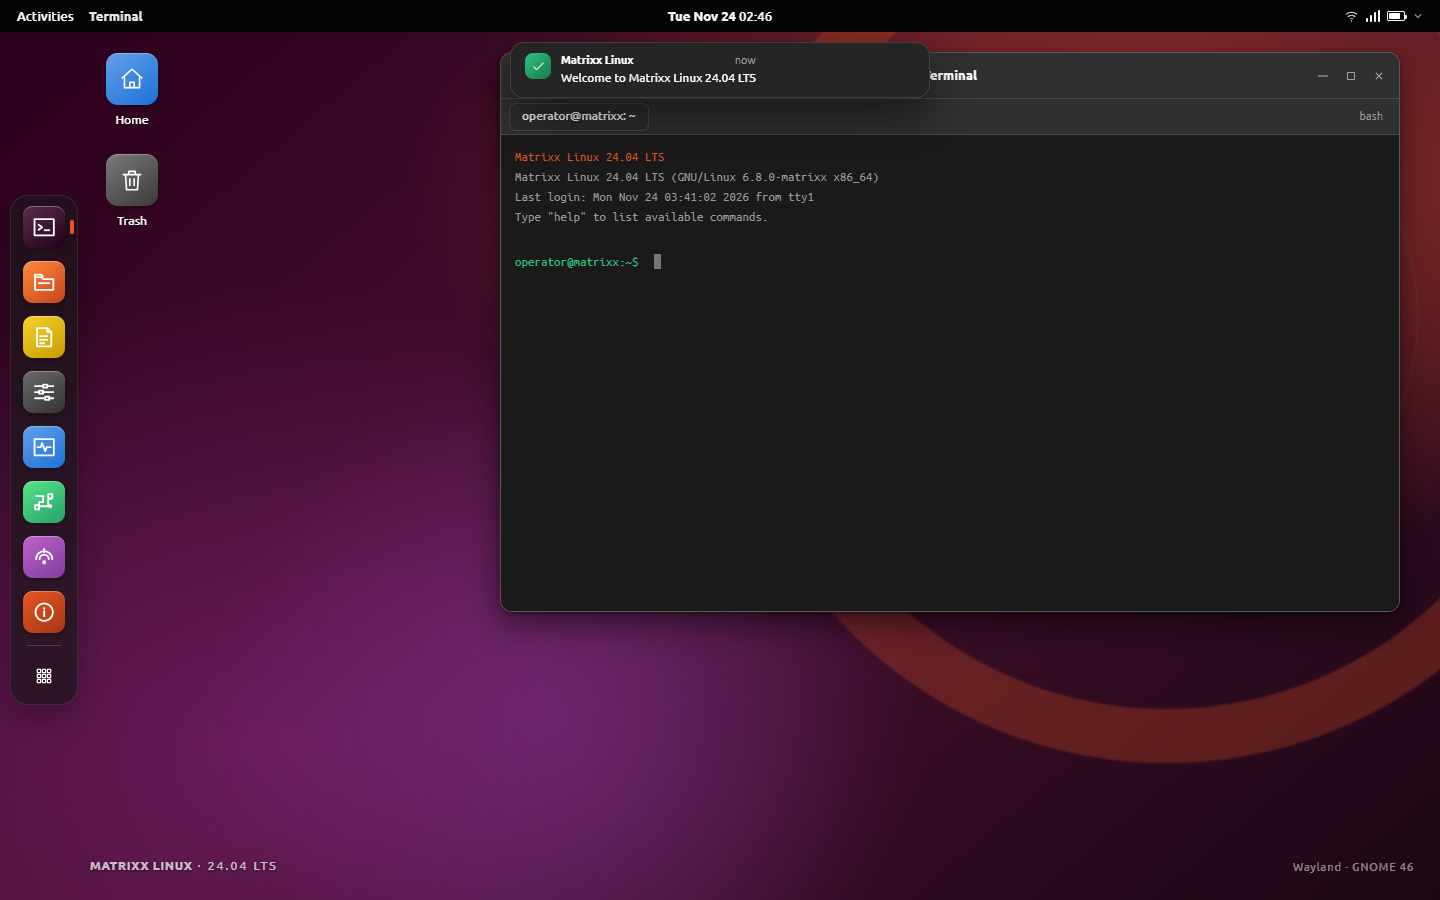 Activities Terminal
Tue Nov 24 02:46
Home
Trash
Matrixx Linux now
Welcome to Matrixx Linux 24.04 LTS
erminal
operator@matrixx: ~
bash
Matrixx Linux 24.04 LTS
Matrixx Linux 24.04 LTS (GNU/Linux 6.8.0-matrixx x86_64)
Last login: Mon Nov 24 03:41:02 2026 from tty1
Type "help" to list available commands.
operator@matrixx:~$
MATRIXX LINUX · 24.04 LTS
Wayland · GNOME 46